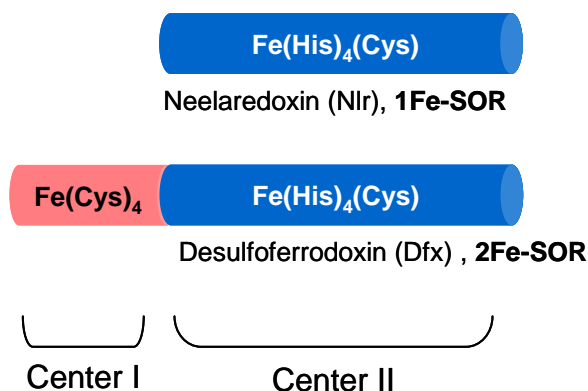 Fe(His)₄(Cys)
Neelaredoxin (Nlr), 1Fe-SOR
Fe(Cys)₄ Fe(His)₄(Cys)
Desulfoferrodoxin (Dfx) , 2Fe-SOR
Center I Center II